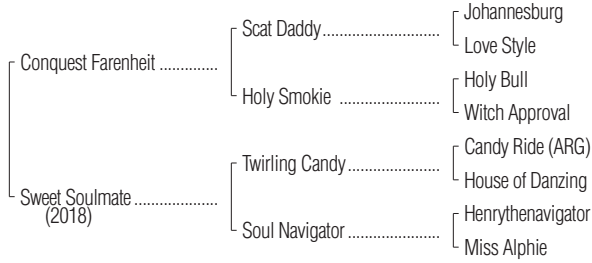 Johannesburg
Scat Daddy
Love Style
Conquest Farenheit
Holy Bull
Holy Smokie
Witch Approval
Candy Ride (ARG)
Twirling Candy
House of Danzing
Sweet Soulmate
(2018)
Henrythenavigator
Soul Navigator
Miss Alphie